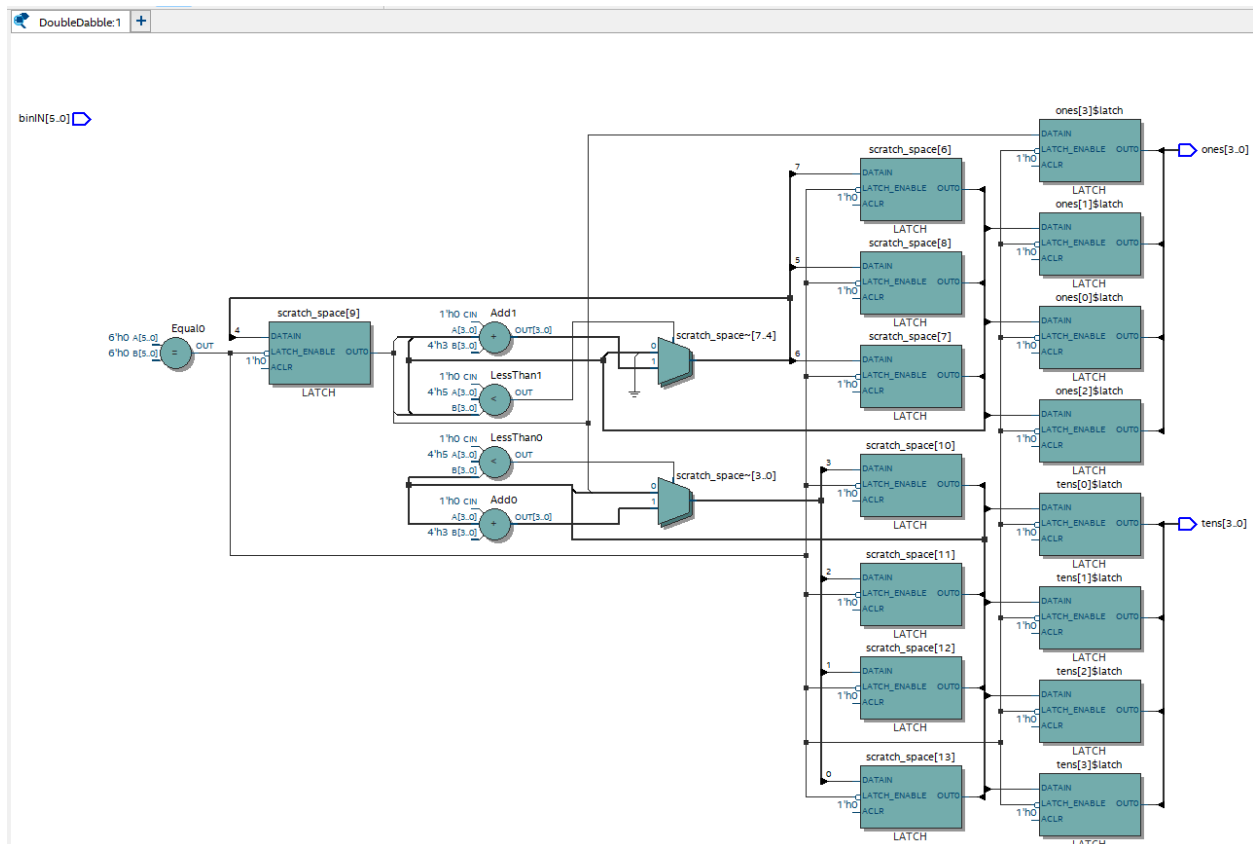 DoubleDabble:1
+
binIN[5..0]
6'h0 A[5..0]
6'h0 B[5..0]
Equal0
=
OUT
scratch_space[9]
4
DATAIN
LATCH_ENABLE OUT0
1'h0
ACLR
LATCH
Add1
1'h0 CIN
A[3..0]
4'h3 B[3..0]
+
OUT[3..0]
LessThan1
1'h0 CIN
4'h5 A[3..0]
B[3..0]
<
OUT
LessThan0
1'h0 CIN
4'h5 A[3..0]
B[3..0]
<
OUT
Add0
1'h0 CIN
A[3..0]
4'h3 B[3..0]
+
OUT[3..0]
scratch_space~[7..4]
0
1
scratch_space~[3..0]
0
1
scratch_space[6]
7
DATAIN
LATCH_ENABLE OUT0
1'h0
ACLR
LATCH
scratch_space[8]
5
DATAIN
LATCH_ENABLE OUT0
1'h0
ACLR
LATCH
scratch_space[7]
6
DATAIN
LATCH_ENABLE OUT0
1'h0
ACLR
LATCH
scratch_space[10]
3
DATAIN
LATCH_ENABLE OUT0
1'h0
ACLR
LATCH
scratch_space[11]
2
DATAIN
LATCH_ENABLE OUT0
1'h0
ACLR
LATCH
scratch_space[12]
1
DATAIN
LATCH_ENABLE OUT0
1'h0
ACLR
LATCH
scratch_space[13]
0
DATAIN
LATCH_ENABLE OUT0
1'h0
ACLR
LATCH
ones[3]$latch
DATAIN
LATCH_ENABLE OUT0
1'h0
ACLR
LATCH
ones[3..0]
ones[1]$latch
DATAIN
LATCH_ENABLE OUT0
1'h0
ACLR
LATCH
ones[0]$latch
DATAIN
LATCH_ENABLE OUT0
1'h0
ACLR
LATCH
ones[2]$latch
DATAIN
LATCH_ENABLE OUT0
1'h0
ACLR
LATCH
tens[0]$latch
DATAIN
LATCH_ENABLE OUT0
1'h0
ACLR
LATCH
tens[3..0]
tens[1]$latch
DATAIN
LATCH_ENABLE OUT0
1'h0
ACLR
LATCH
tens[2]$latch
DATAIN
LATCH_ENABLE OUT0
1'h0
ACLR
LATCH
tens[3]$latch
DATAIN
LATCH_ENABLE OUT0
1'h0
ACLR
LATCH